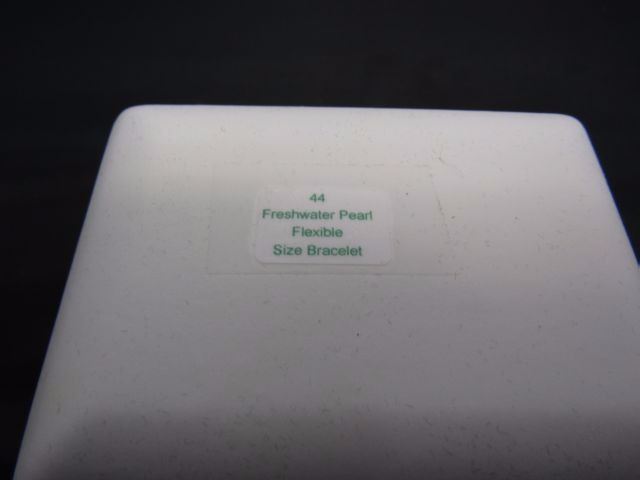 44
Freshwater Pearl
Flexible
Size Bracelet